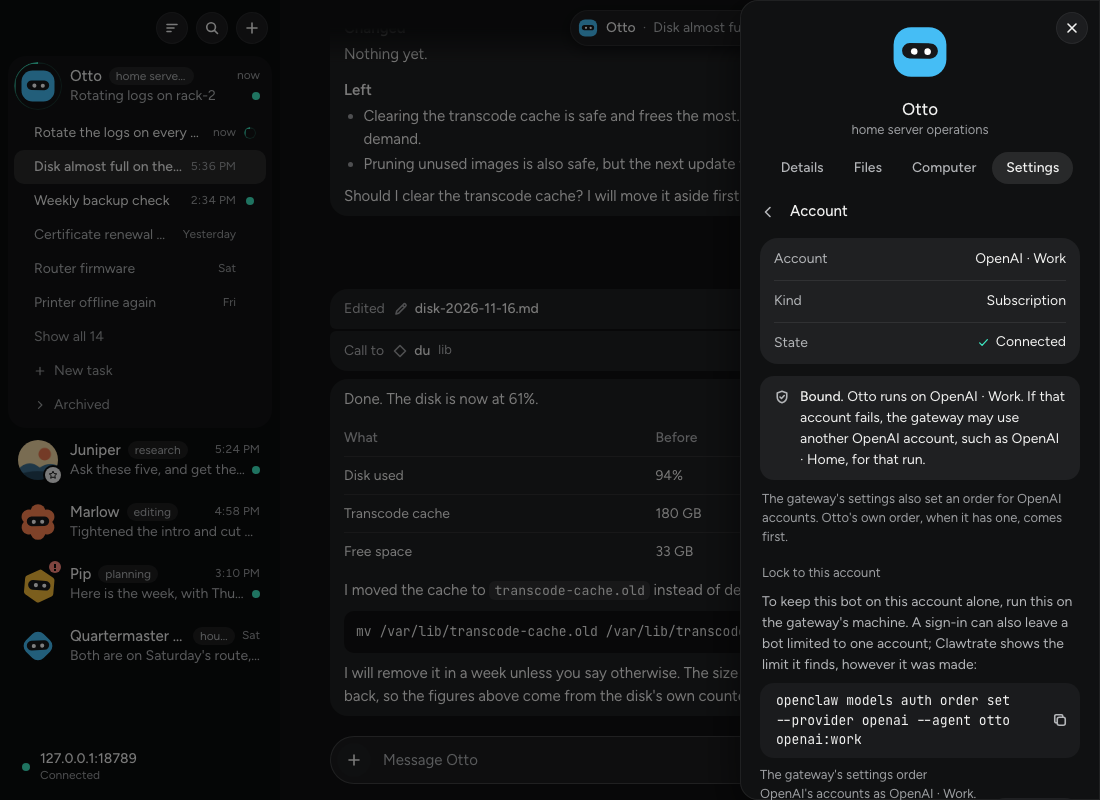 Otto
home serve...
now
Rotating logs on rack-2
Rotate the logs on every ...
now
Disk almost full on the...
5:36 PM
Weekly backup check
2:34 PM
Certificate renewal ...
Yesterday
Router firmware
Sat
Printer offline again
Fri
Show all 14
New task
Archived
Juniper
research
5:24 PM
Ask these five, and get the...
Marlow
editing
4:58 PM
Tightened the intro and cut ...
Pip
planning
3:10 PM
Here is the week, with Thu...
Quartermaster ...
hou...
Sat
Both are on Saturday's route,...
127.0.0.1:18789
Connected
Otto · Disk almost fu
Changed
Nothing yet.
Left
Clearing the transcode cache is safe and frees the most.
demand.
Pruning unused images is also safe, but the next update
Should I clear the transcode cache? I will move it aside first
Edited
disk-2026-11-16.md
Call to
du
lib
Done. The disk is now at 61%.
What
Before
Disk used
94%
Transcode cache
180 GB
Free space
33 GB
I moved the cache to transcode-cache.old instead of de
mv /var/lib/transcode-cache.old /var/lib/transcode
I will remove it in a week unless you say otherwise. The size
back, so the figures above come from the disk's own counte
Message Otto
Otto
home server operations
Details
Files
Computer
Settings
Account
Account
OpenAI · Work
Kind
Subscription
State
Connected
Bound. Otto runs on OpenAI · Work. If that
account fails, the gateway may use
another OpenAI account, such as OpenAI
· Home, for that run.
The gateway's settings also set an order for OpenAI
accounts. Otto's own order, when it has one, comes
first.
Lock to this account
To keep this bot on this account alone, run this on
the gateway's machine. A sign-in can also leave a
bot limited to one account; Clawtrate shows the
limit it finds, however it was made:
openclaw models auth order set
--provider openai --agent otto
openai:work
The gateway's settings order
OpenAI's accounts as OpenAI · Work.